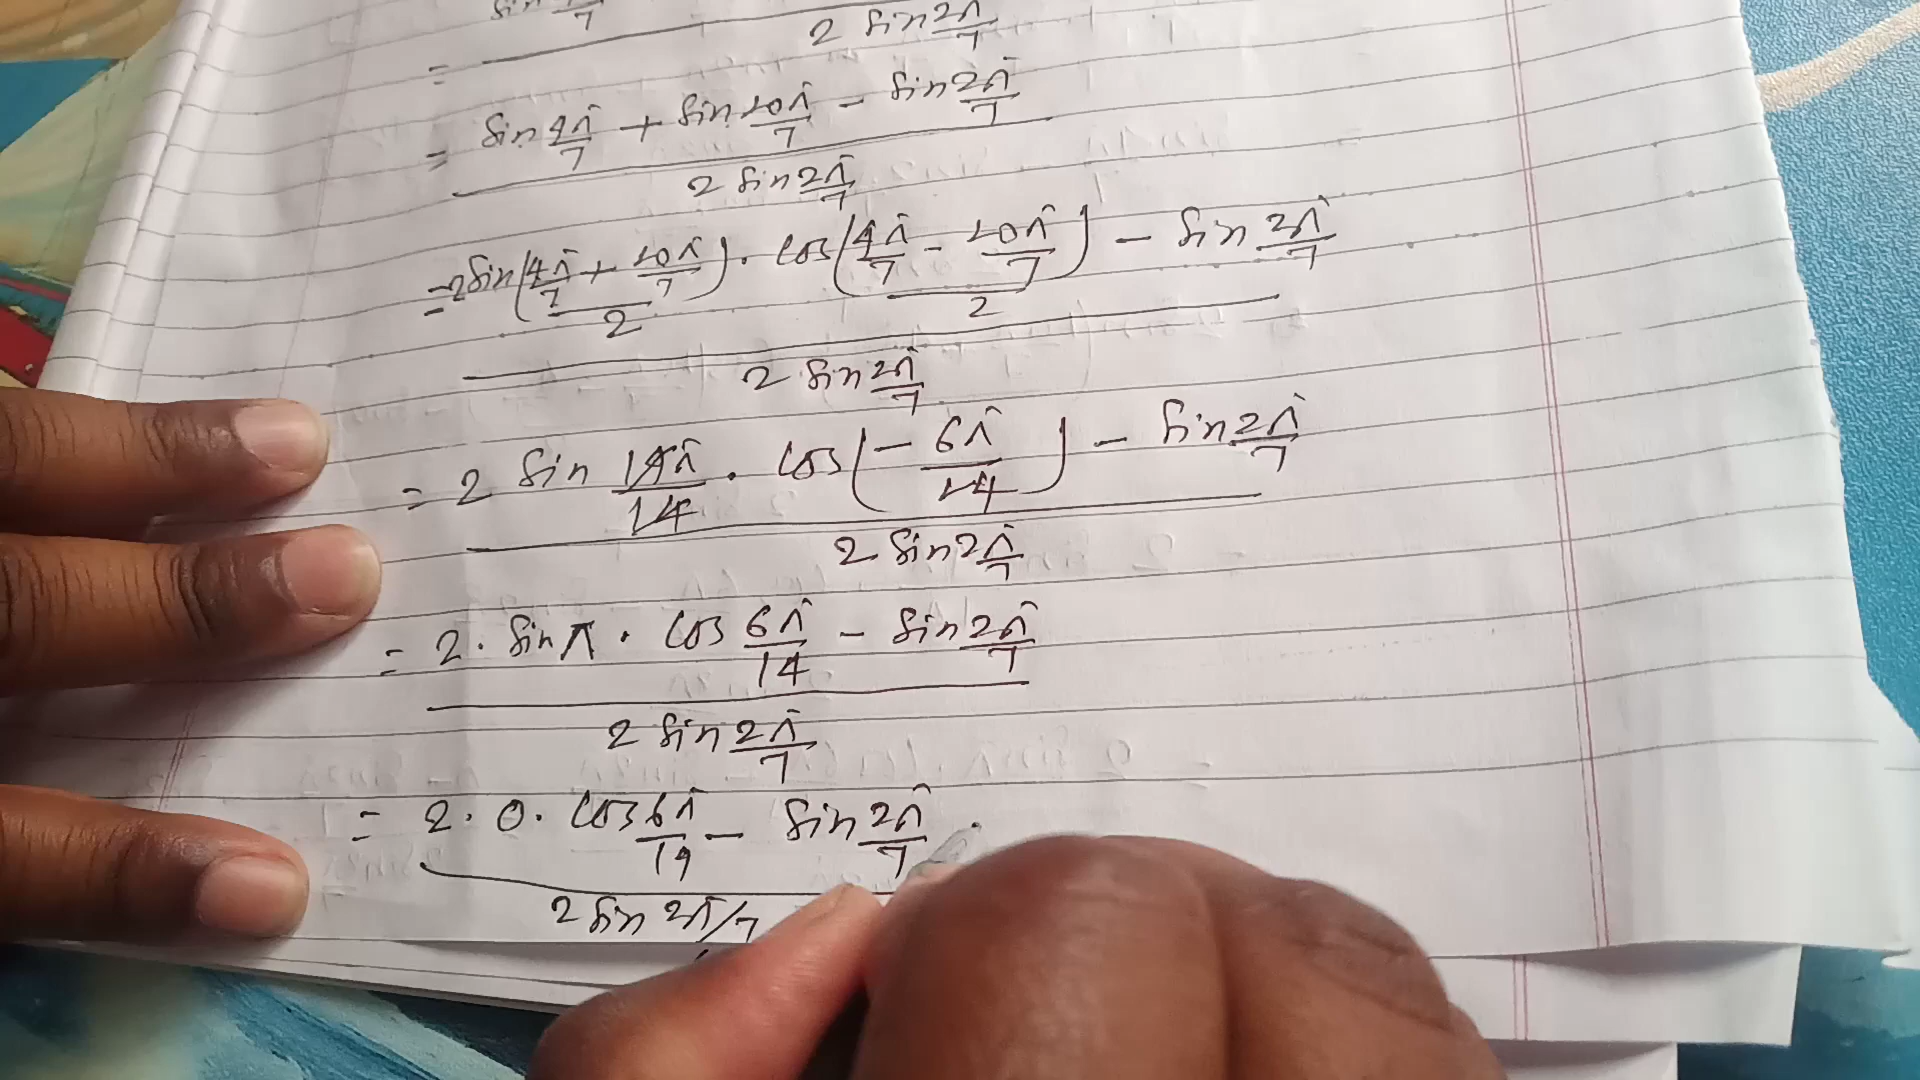 sin π/7
= 2 sin 2π/7
= (sin 4π/7 + sin 10π/7 - sin 2π/7) / (2 sin 2π/7)
= (2 sin((4π/7 + 10π/7)/2) . cos((4π/7 - 10π/7)/2) - sin 2π/7) / (2 sin 2π/7)
= (2 sin 14π/14 . cos(-6π/14) - sin 2π/7) / (2 sin 2π/7)
= (2 . sin π . cos 6π/14 - sin 2π/7) / (2 sin 2π/7)
= (2 . 0 . cos 6π/14 - sin 2π/7) / (2 sin 2π/7)